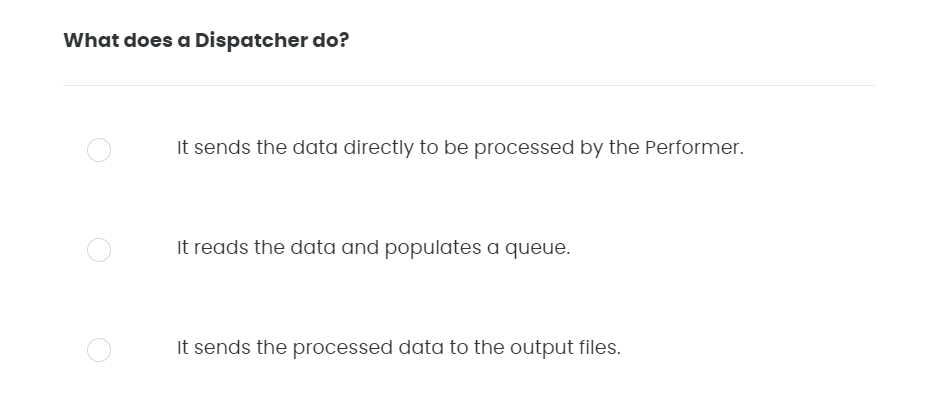 What does a Dispatcher do?
It sends the data directly to be processed by the Performer.
It reads the data and populates a queue.
It sends the processed data to the output files.